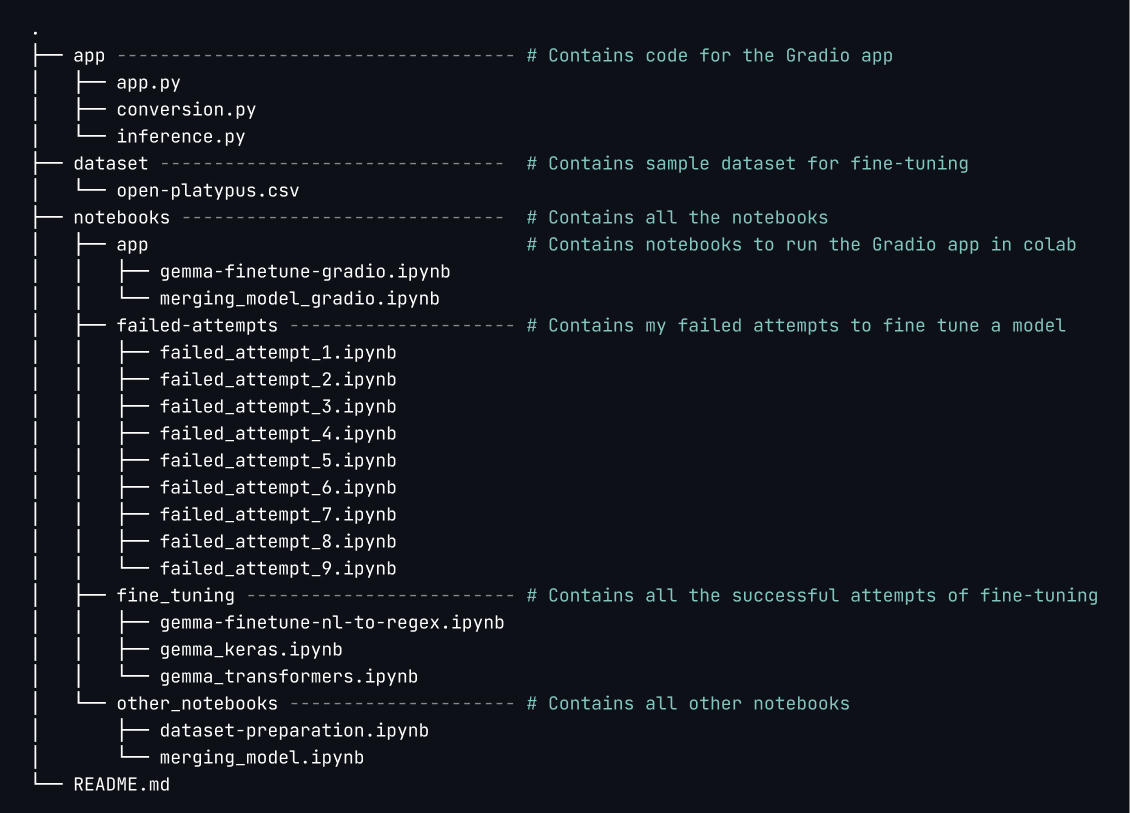 .
├── app ------------------------------------- # Contains code for the Gradio app
│   ├── app.py
│   ├── conversion.py
│   └── inference.py
├── dataset --------------------------------  # Contains sample dataset for fine-tuning
│   └── open-platypus.csv
├── notebooks ------------------------------  # Contains all the notebooks
│   ├── app                                   # Contains notebooks to run the Gradio app in colab
│   │   ├── gemma-finetune-gradio.ipynb
│   │   └── merging_model_gradio.ipynb
│   ├── failed-attempts --------------------- # Contains my failed attempts to fine tune a model
│   │   ├── failed_attempt_1.ipynb
│   │   ├── failed_attempt_2.ipynb
│   │   ├── failed_attempt_3.ipynb
│   │   ├── failed_attempt_4.ipynb
│   │   ├── failed_attempt_5.ipynb
│   │   ├── failed_attempt_6.ipynb
│   │   ├── failed_attempt_7.ipynb
│   │   ├── failed_attempt_8.ipynb
│   │   └── failed_attempt_9.ipynb
│   ├── fine_tuning ------------------------- # Contains all the successful attempts of fine-tuning
│   │   ├── gemma-finetune-nl-to-regex.ipynb
│   │   ├── gemma_keras.ipynb
│   │   └── gemma_transformers.ipynb
│   └── other_notebooks --------------------- # Contains all other notebooks
│       ├── dataset-preparation.ipynb
│       └── merging_model.ipynb
└── README.md